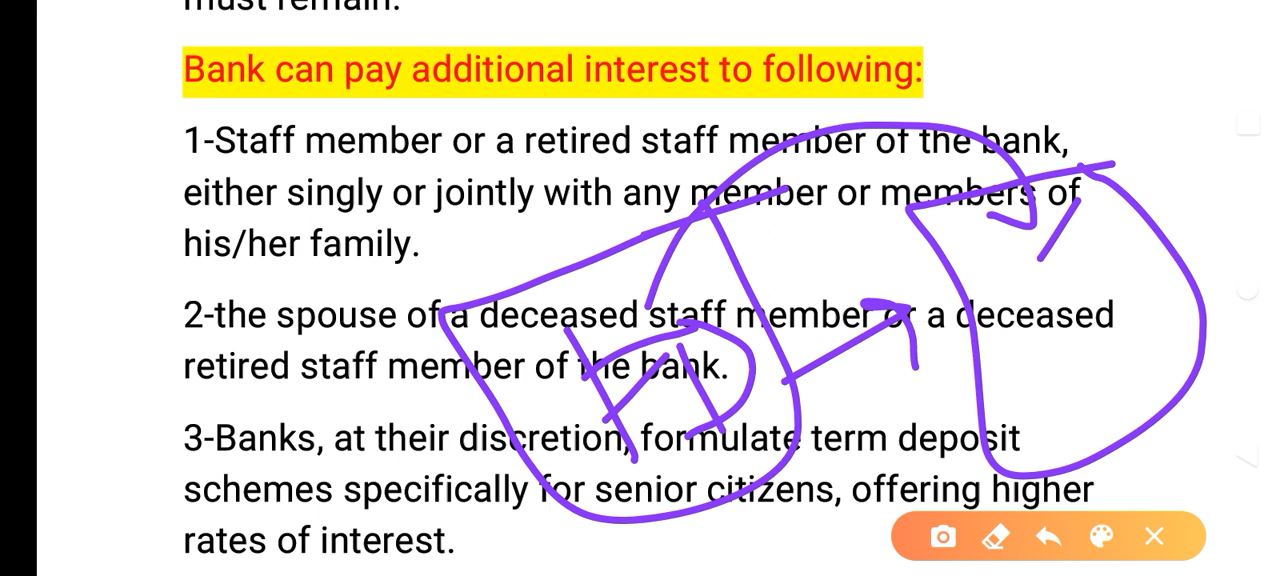 Bank can pay additional interest to following:
1-Staff member or a retired staff member of the bank,
either singly or jointly with any member or members of
his/her family.
2-the spouse of a deceased staff member or a deceased
retired staff member of the bank.
3-Banks, at their discretion, formulate term deposit
schemes specifically for senior citizens, offering higher
rates of interest.
FD